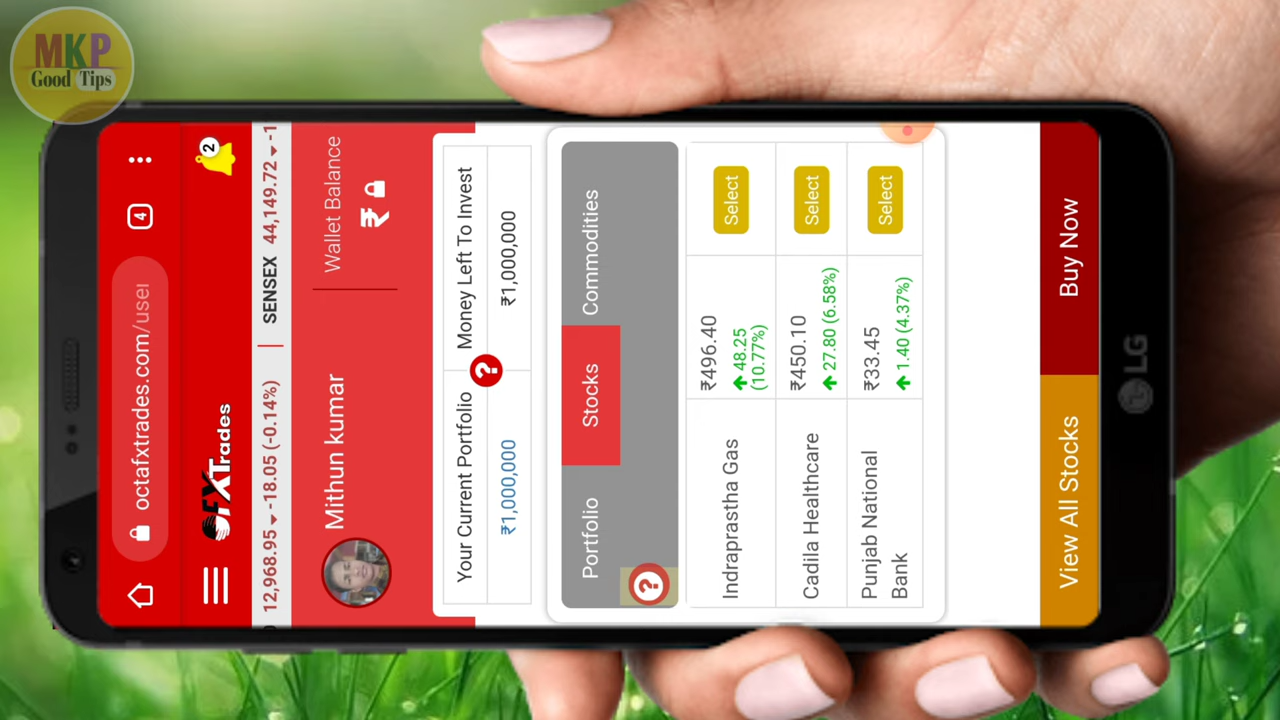 MKP
Good Tips
4
octafxtrades.com/user
2
OFXTrades
12,968.95 -18.05 (-0.14%) | SENSEX 44,149.72 -1
Mithun kumar
Wallet Balance
₹
Your Current Portfolio
Money Left To Invest
?
₹1,000,000
₹1,000,000
Portfolio
Stocks
Commodities
?
Indraprastha Gas
₹496.40
48.25
(10.77%)
Select
Cadila Healthcare
₹450.10
27.80 (6.58%)
Select
Punjab National
Bank
₹33.45
1.40 (4.37%)
Select
View All Stocks
Buy Now
LG